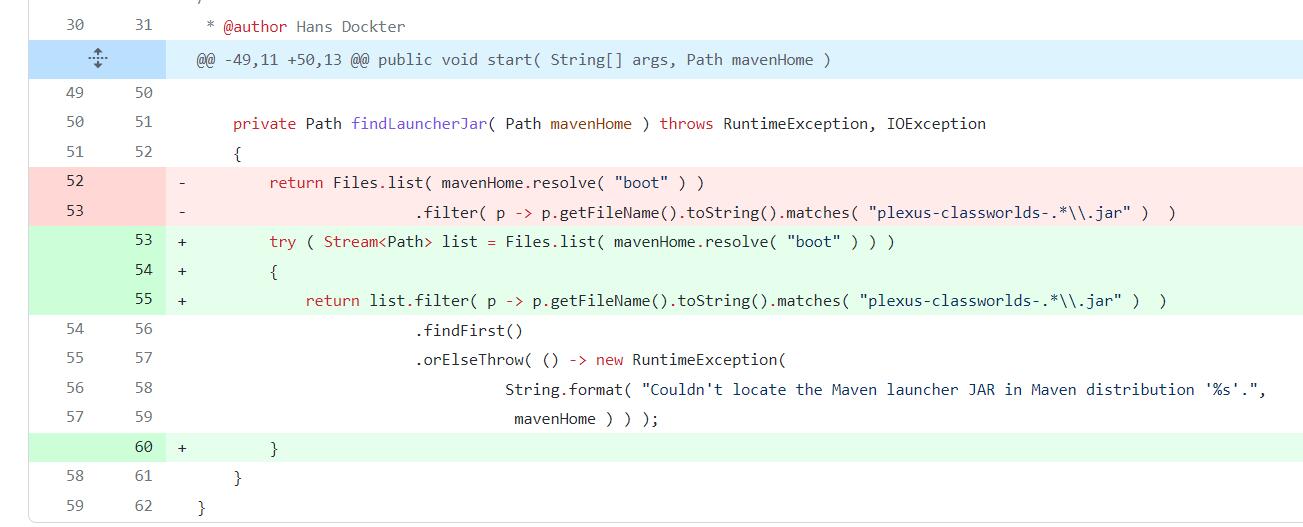 30 31 * @author Hans Dockter
@@ -49,11 +50,13 @@ public void start( String[] args, Path mavenHome )
49 50
50 51 private Path findLauncherJar( Path mavenHome ) throws RuntimeException, IOException
51 52 {
52 - return Files.list( mavenHome.resolve( "boot" ) )
53 - .filter( p -> p.getFileName().toString().matches( "plexus-classworlds-.*\\.jar" ) )
53 + try ( Stream<Path> list = Files.list( mavenHome.resolve( "boot" ) ) )
54 + {
55 + return list.filter( p -> p.getFileName().toString().matches( "plexus-classworlds-.*\\.jar" ) )
54 56 .findFirst()
55 57 .orElseThrow( () -> new RuntimeException(
56 58 String.format( "Couldn't locate the Maven launcher JAR in Maven distribution '%s'.",
57 59 mavenHome ) ) );
60 + }
58 61 }
59 62 }